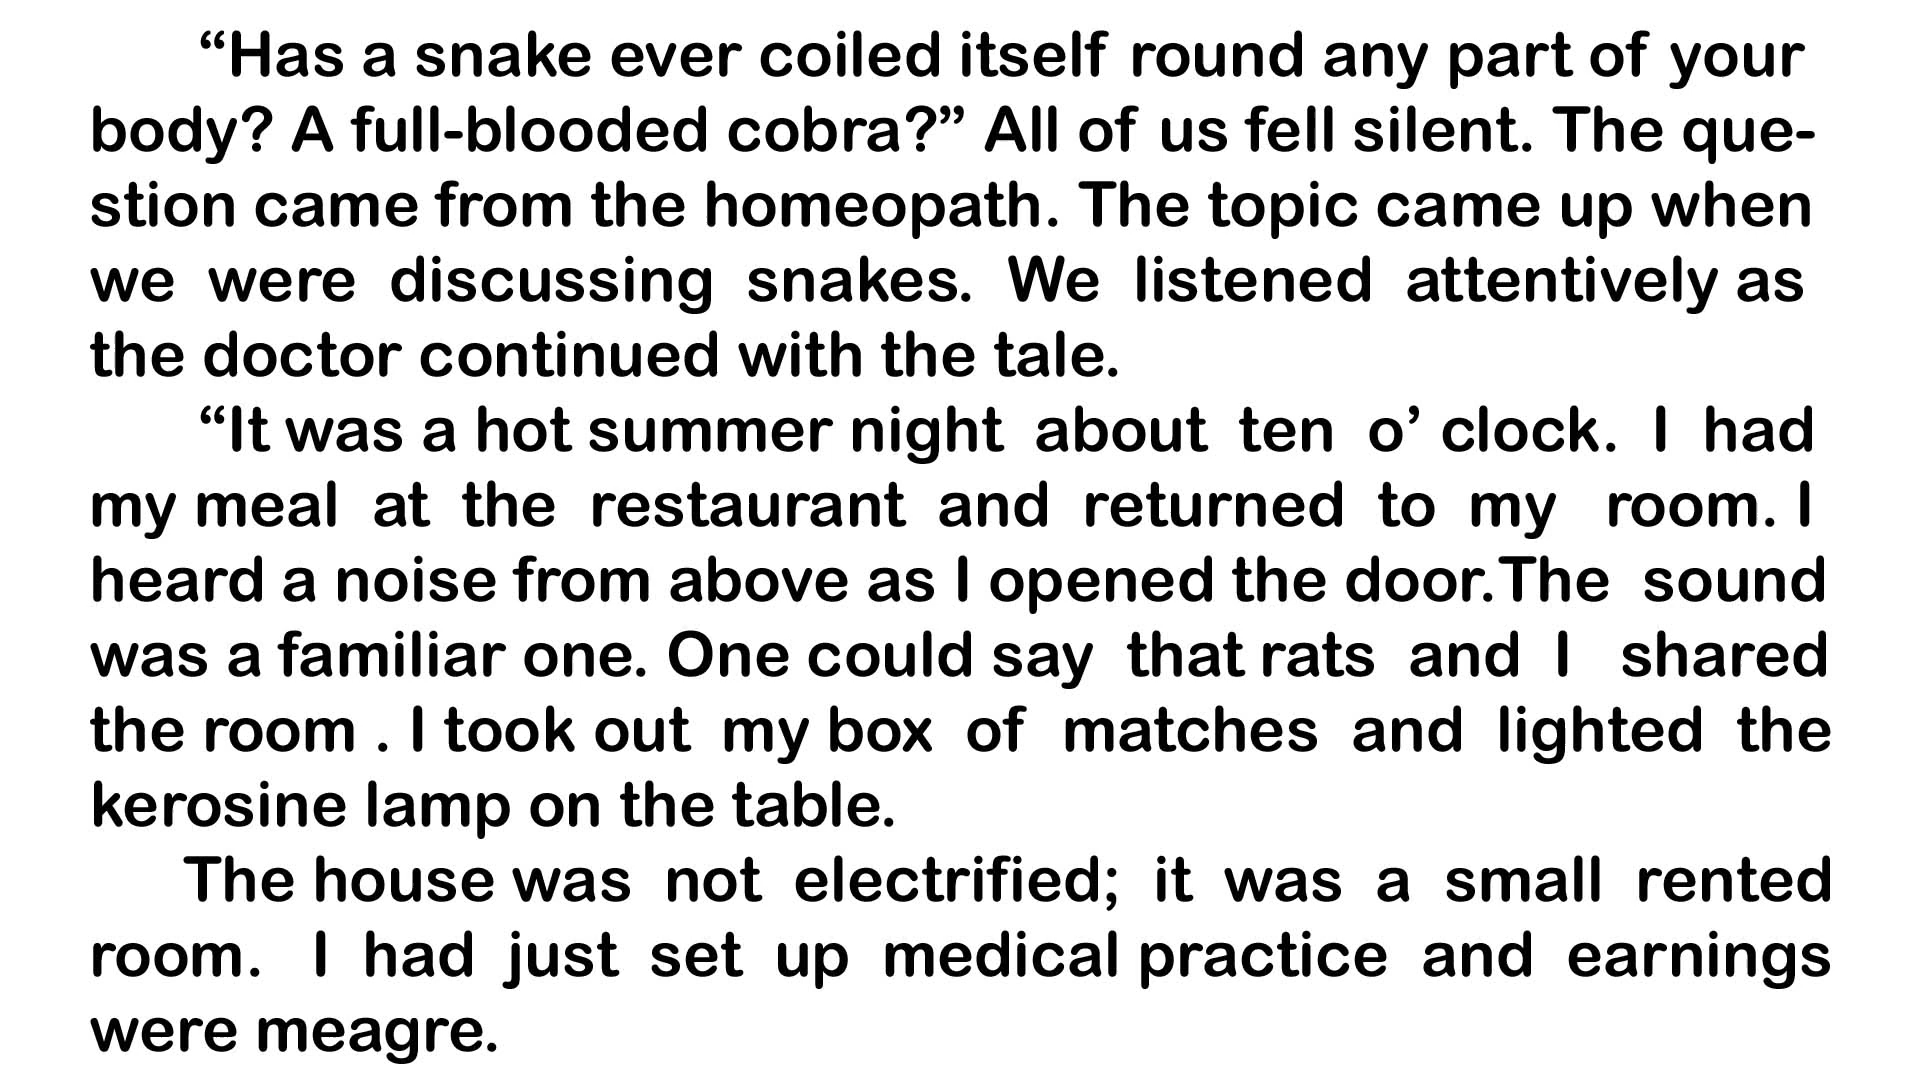 “Has a snake ever coiled itself round any part of your
body? A full-blooded cobra?” All of us fell silent. The que-
stion came from the homeopath. The topic came up when
we were discussing snakes. We listened attentively as
the doctor continued with the tale.
“It was a hot summer night about ten o’ clock. I had
my meal at the restaurant and returned to my room. I
heard a noise from above as I opened the door.The sound
was a familiar one. One could say that rats and I shared
the room . I took out my box of matches and lighted the
kerosine lamp on the table.
The house was not electrified; it was a small rented
room. I had just set up medical practice and earnings
were meagre.